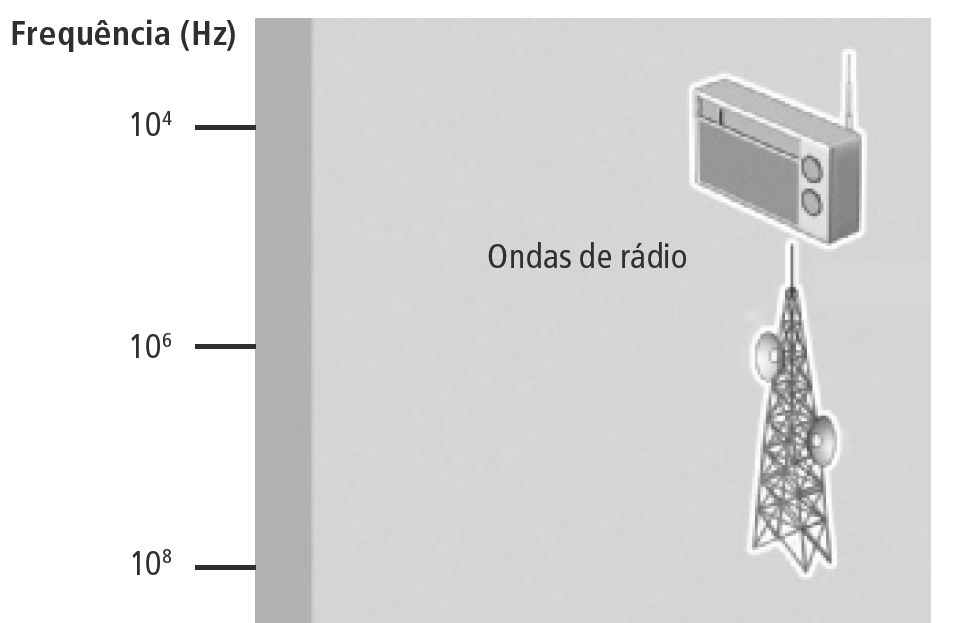 Frequência (Hz)
10⁴
Ondas de rádio
10⁶
10⁸